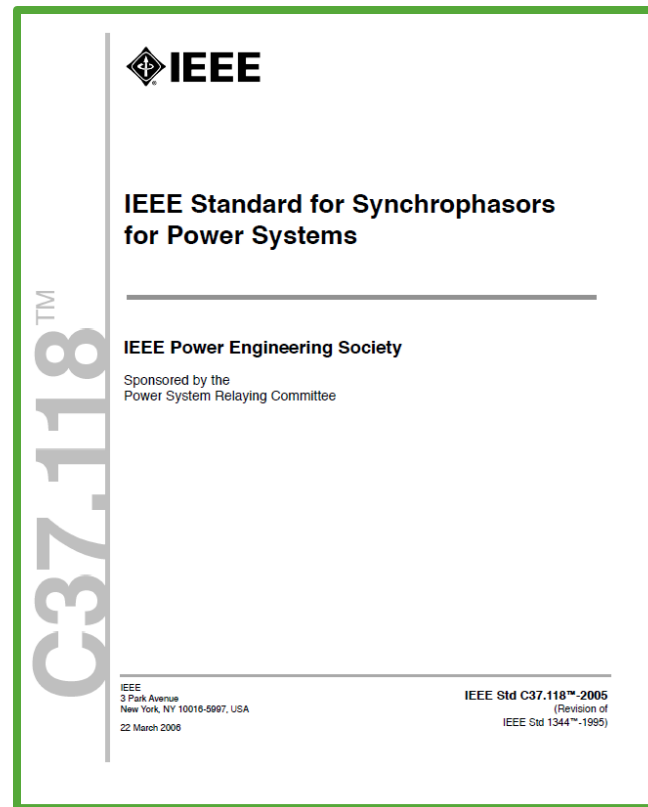 IEEE
IEEE Standard for Synchrophasors
for Power Systems
C37.118™
IEEE Power Engineering Society
Sponsored by the
Power System Relaying Committee
IEEE
3 Park Avenue
New York, NY 10016-5997, USA
22 March 2006
IEEE Std C37.118™-2005
(Revision of
IEEE Std 1344™-1995)